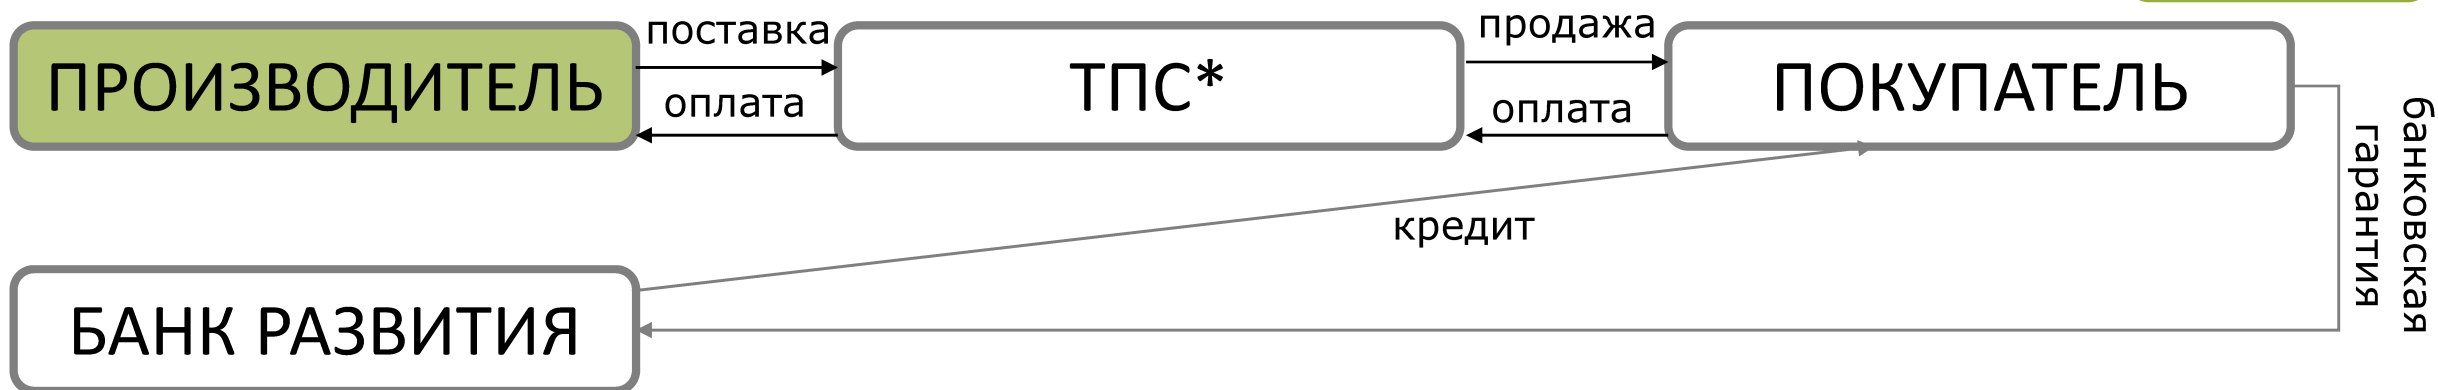 ПРОИЗВОДИТЕЛЬ
поставка
оплата
ТПС*
продажа
оплата
ПОКУПАТЕЛЬ
банковская
гарантия
кредит
БАНК РАЗВИТИЯ